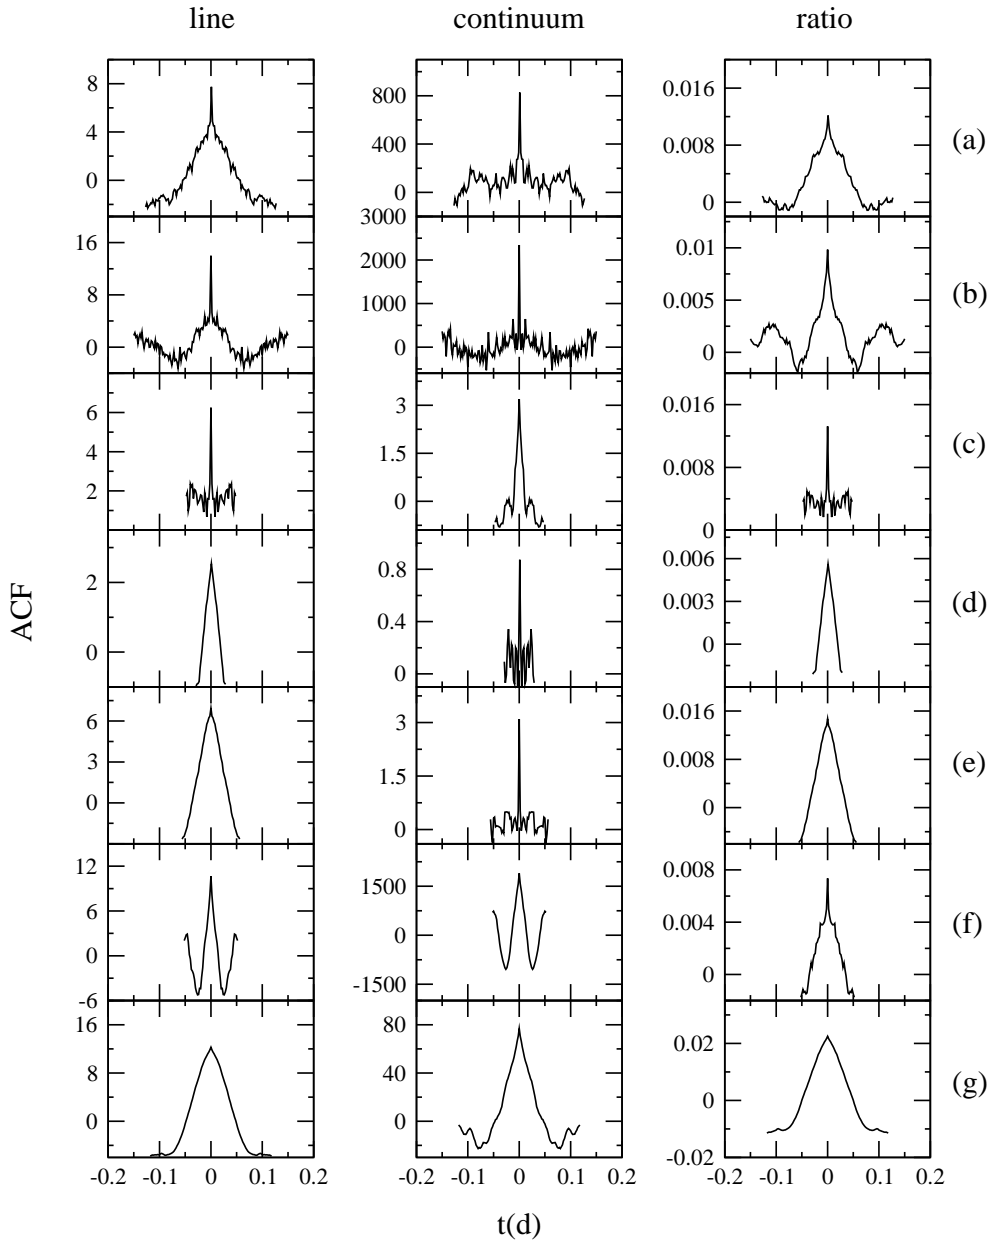 line continuum ratio
8 800 0.016
4 400 0.008 (a)
0 0 0
3000
16 2000 0.01
8 1000 0.005 (b)
0 0 0
6 3 0.016
4 1.5 0.008 (c)
2 0 0
2 0.8 0.006
0.4 0.003 (d)
0 0 0
ACF
6 3 0.016
3 1.5 0.008 (e)
0 0 0
12 1500 0.008
6 0 0.004 (f)
0 -1500 0
-6
16 80 0.02
8 40 0 (g)
0 0 -0.02
-0.2 -0.1 0 0.1 0.2 -0.2 -0.1 0 0.1 0.2 -0.2 -0.1 0 0.1 0.2
t(d)